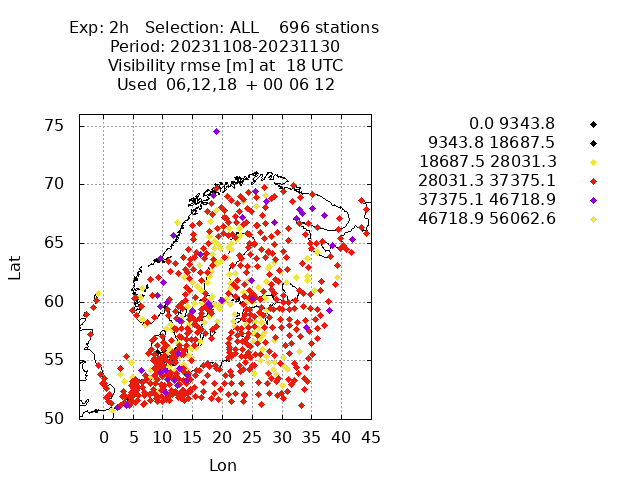 Exp: 2h Selection: ALL 696 stations
Period: 20231108-20231130
Visibility rmse [m] at 18 UTC
Used 06,12,18 + 00 06 12
0.0 9343.8
9343.8 18687.5
18687.5 28031.3
28031.3 37375.1
37375.1 46718.9
46718.9 56062.6
75
70
65
60
55
50
Lat
0 5 10 15 20 25 30 35 40 45
Lon